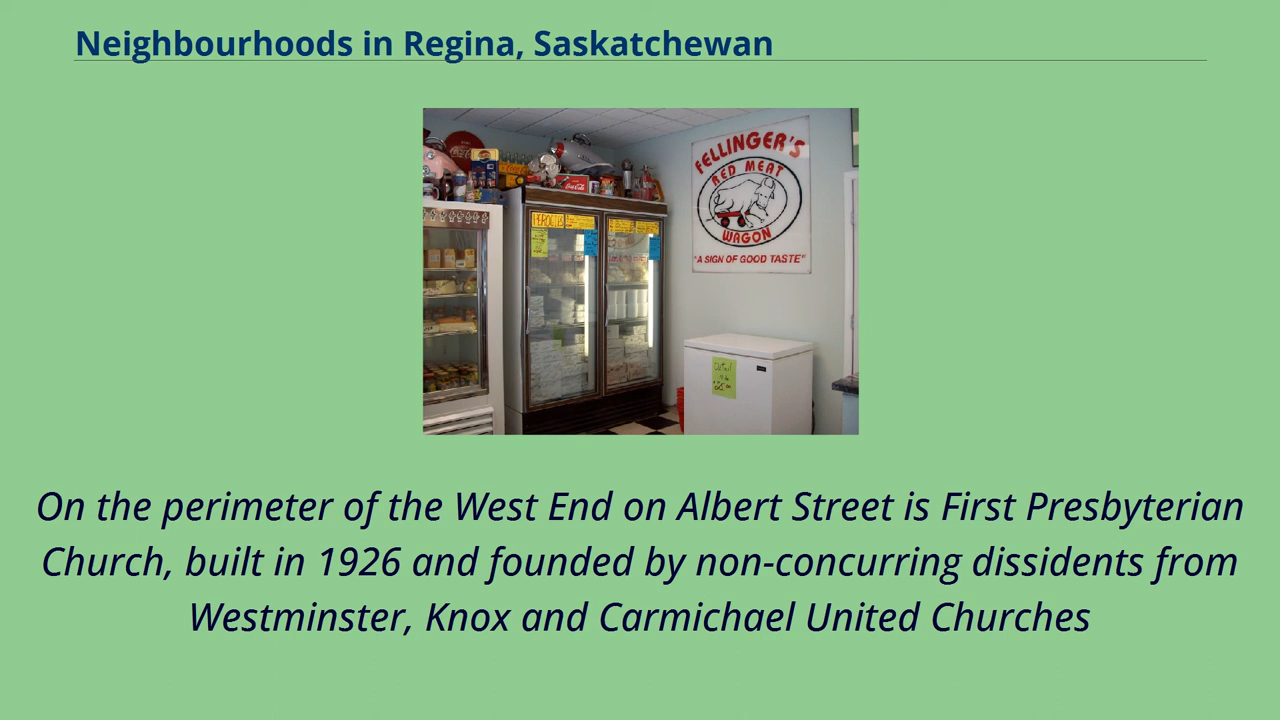 Neighbourhoods in Regina, Saskatchewan
FELLINGER'S
RED MEAT
WAGON
"A SIGN OF GOOD TASTE"
Coca-Cola
On the perimeter of the West End on Albert Street is First Presbyterian
Church, built in 1926 and founded by non-concurring dissidents from
Westminster, Knox and Carmichael United Churches